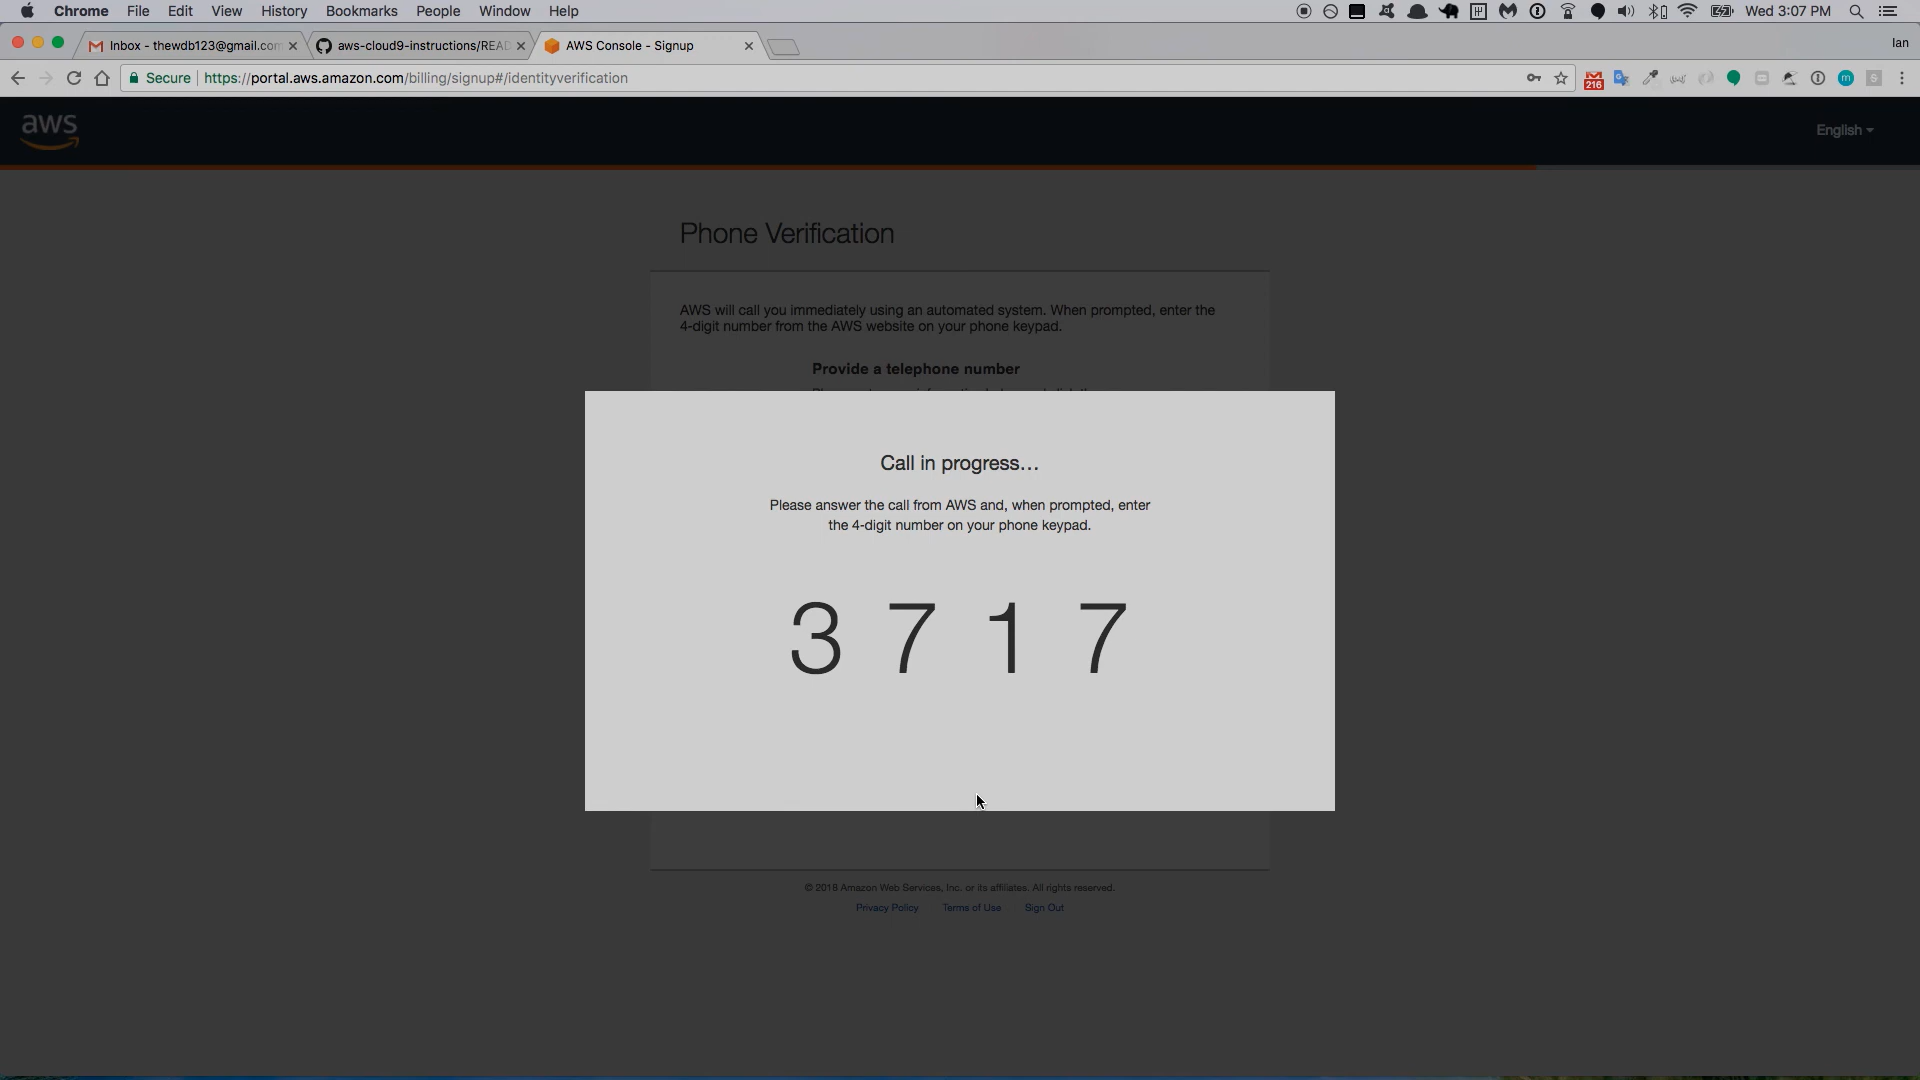 Chrome File Edit View History Bookmarks People Window Help Wed 3:07 PM
Inbox - thewdb123@gmail.com aws-cloud9-instructions/READ AWS Console - Signup Ian
Secure https://portal.aws.amazon.com/billing/signup#/identityverification 216
aws English
Phone Verification
AWS will call you immediately using an automated system. When prompted, enter the
4-digit number from the AWS website on your phone keypad.
Provide a telephone number
Call in progress...
Please answer the call from AWS and, when prompted, enter
the 4-digit number on your phone keypad.
3 7 1 7
© 2018 Amazon Web Services, Inc. or its affiliates. All rights reserved.
Privacy Policy Terms of Use Sign Out